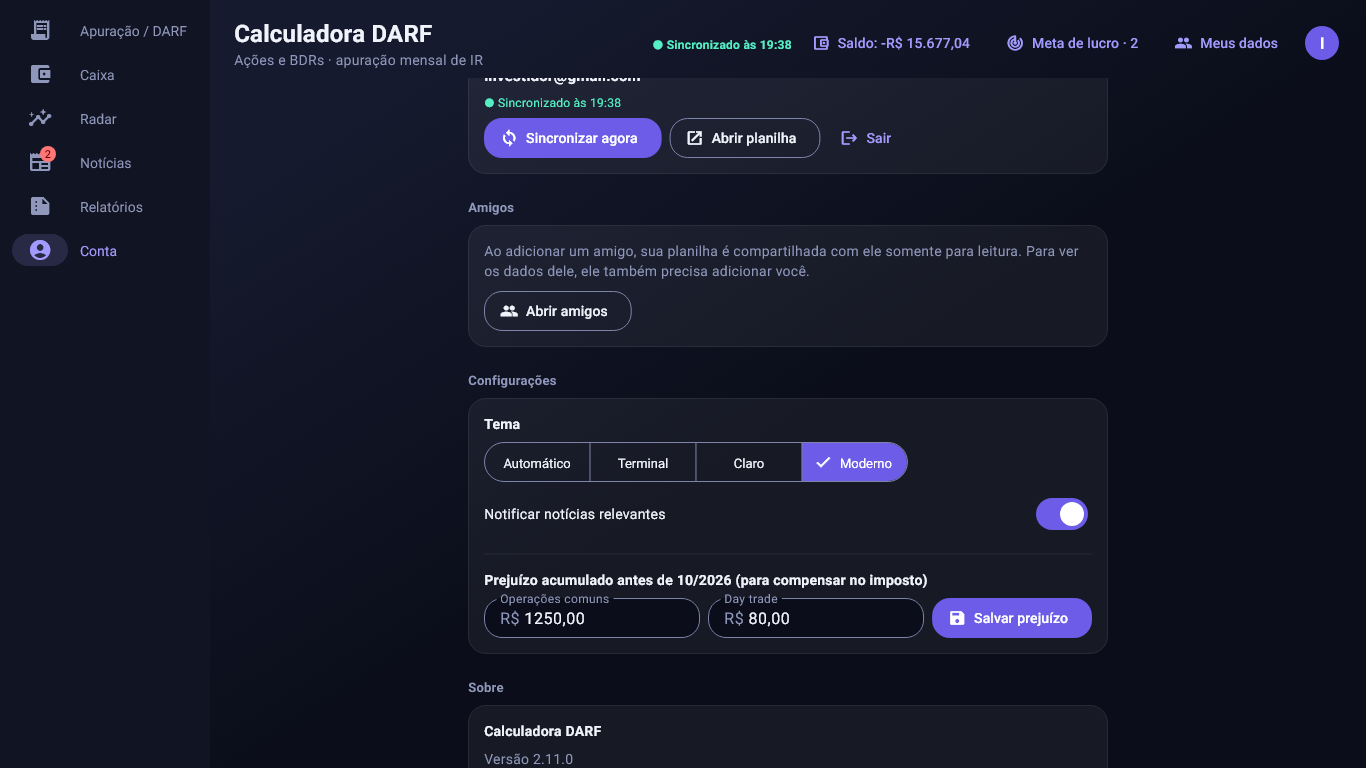 Apuração / DARF
Caixa
Radar
2
Notícias
Relatórios
Conta
Calculadora DARF
Ações e BDRs · apuração mensal de IR
Sincronizado às 19:38
Saldo: -R$ 15.677,04
Meta de lucro · 2
Meus dados
I
investidor@gmail.com
Sincronizado às 19:38
Sincronizar agora
Abrir planilha
Sair
Amigos
Ao adicionar um amigo, sua planilha é compartilhada com ele somente para leitura. Para ver
os dados dele, ele também precisa adicionar você.
Abrir amigos
Configurações
Tema
Automático
Terminal
Claro
Moderno
Notificar notícias relevantes
Prejuízo acumulado antes de 10/2026 (para compensar no imposto)
Operações comuns
R$ 1250,00
Day trade
R$ 80,00
Salvar prejuízo
Sobre
Calculadora DARF
Versão 2.11.0